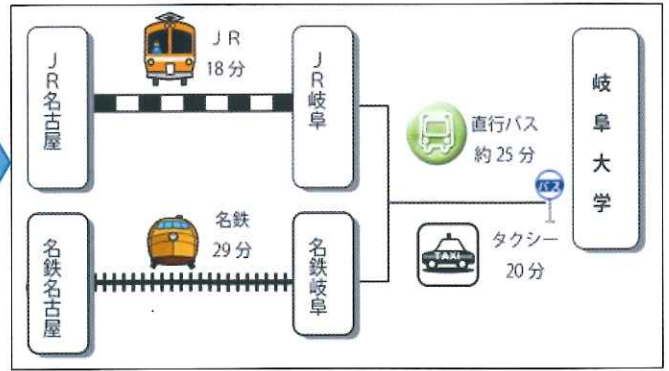 JR名古屋
JR
18分
JR岐阜
名鉄名古屋
名鉄
29分
名鉄岐阜
直行バス
約25分
バス
TAXI
タクシー
20分
岐阜大学